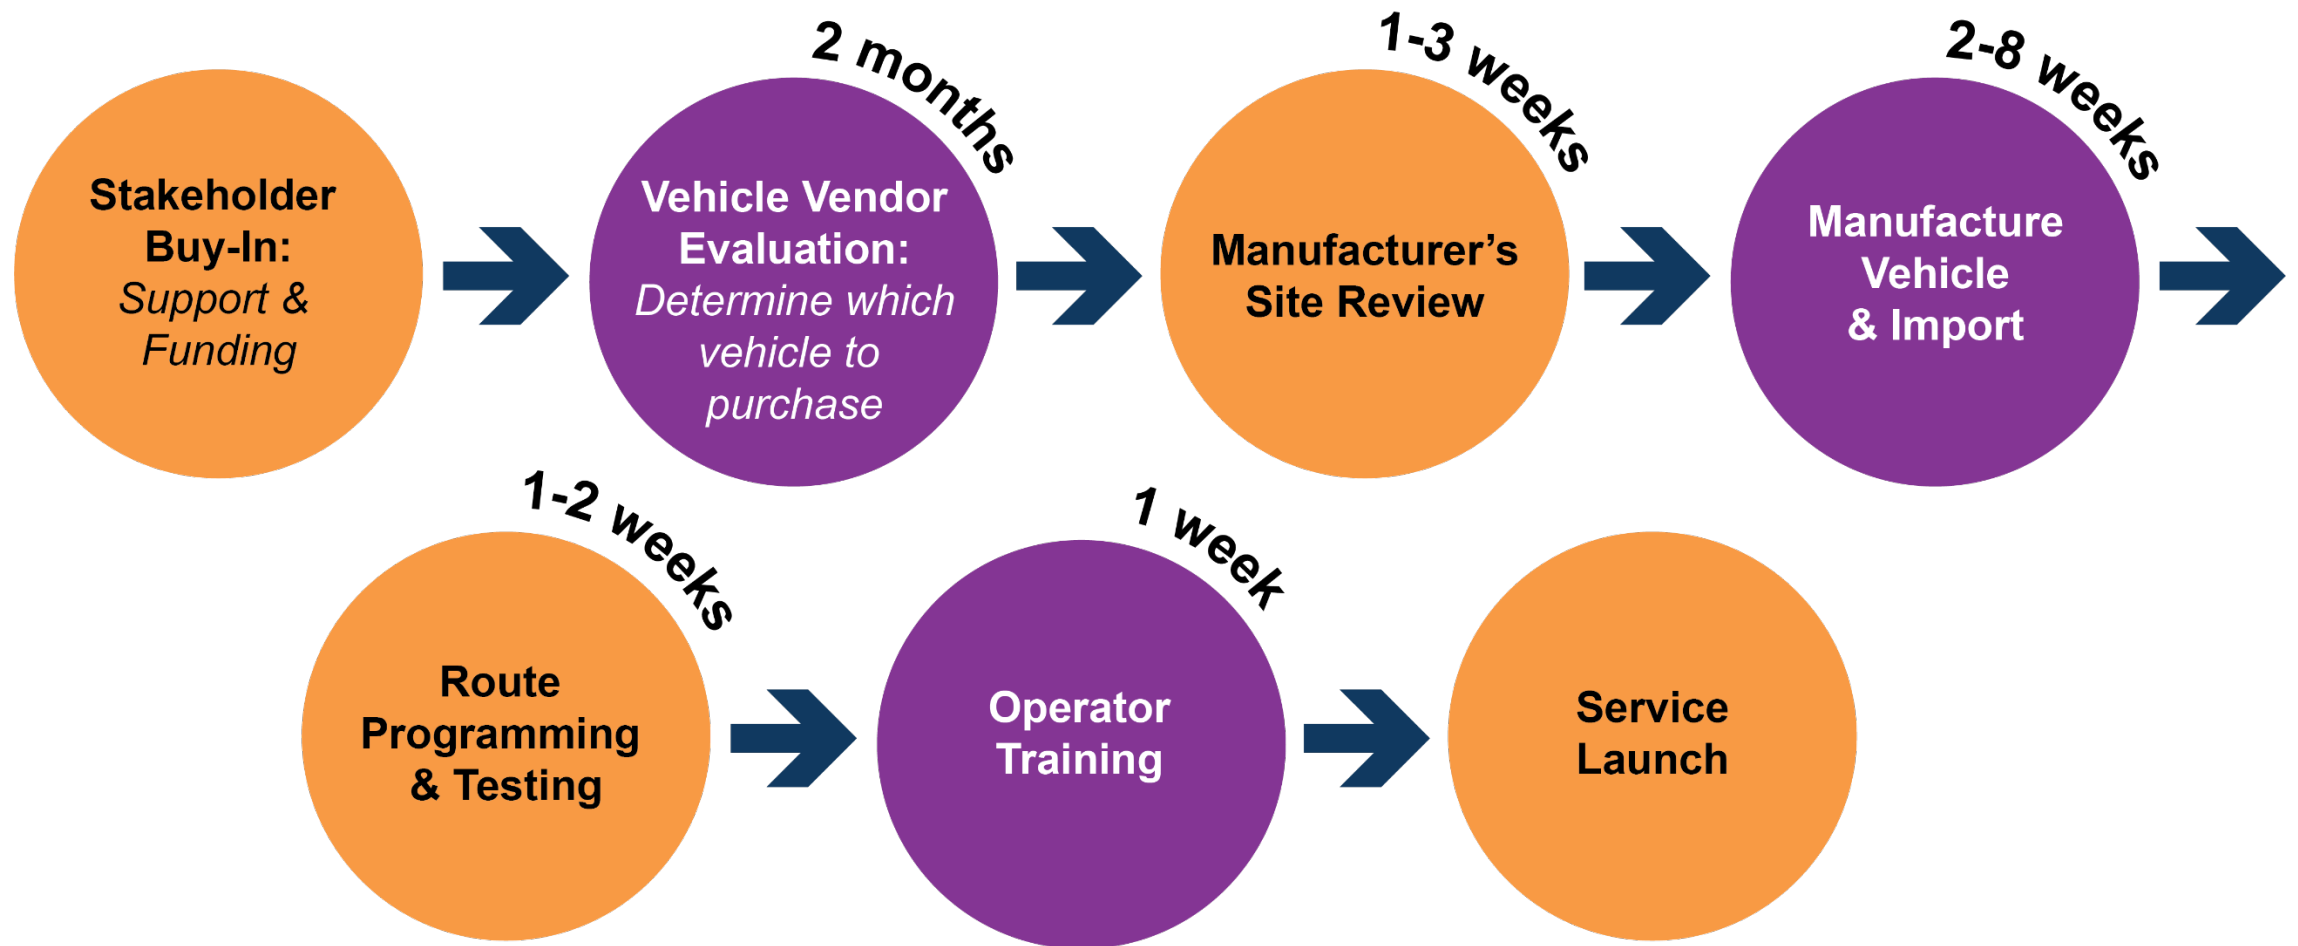 Stakeholder
Buy-In:
Support &
Funding
2 months
Vehicle Vendor
Evaluation:
Determine which
vehicle to
purchase
1-3 weeks
Manufacturer’s
Site Review
2-8 weeks
Manufacture
Vehicle
& Import
1-2 weeks
Route
Programming
& Testing
1 week
Operator
Training
Service
Launch